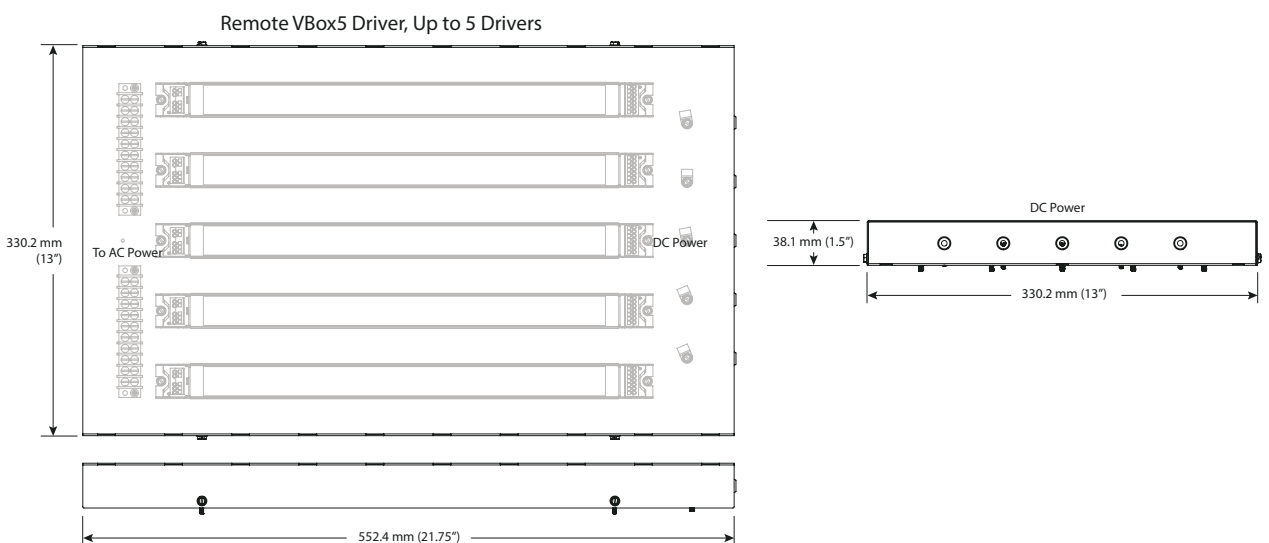 Remote VBox5 Driver, Up to 5 Drivers
330.2 mm
(13”)
To AC Power
DC Power
DC Power
38.1 mm (1.5”)
330.2 mm (13”)
552.4 mm (21.75”)